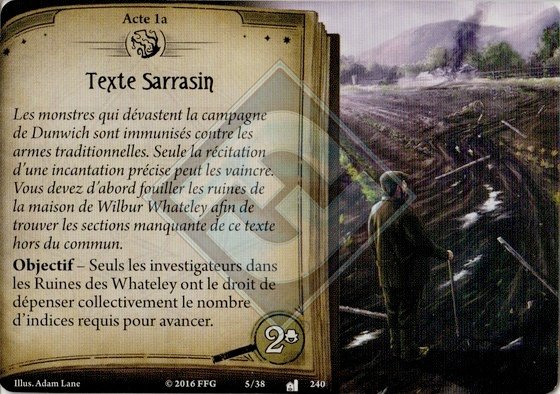 Acte 1a
Texte Sarrasin
Les monstres qui dévastent la campagne
de Dunwich sont immunisés contre les
armes traditionnelles. Seule la récitation
d'une incantation précise peut les vaincre.
Vous devez d'abord fouiller les ruines de
la maison de Wilbur Whateley afin de
trouver les sections manquante de ce texte
hors du commun.
Objectif – Seuls les investigateurs dans
les Ruines des Whateley ont le droit de
dépenser collectivement le nombre
d'indices requis pour avancer.
2
Illus. Adam Lane © 2016 FFG 5/38 240